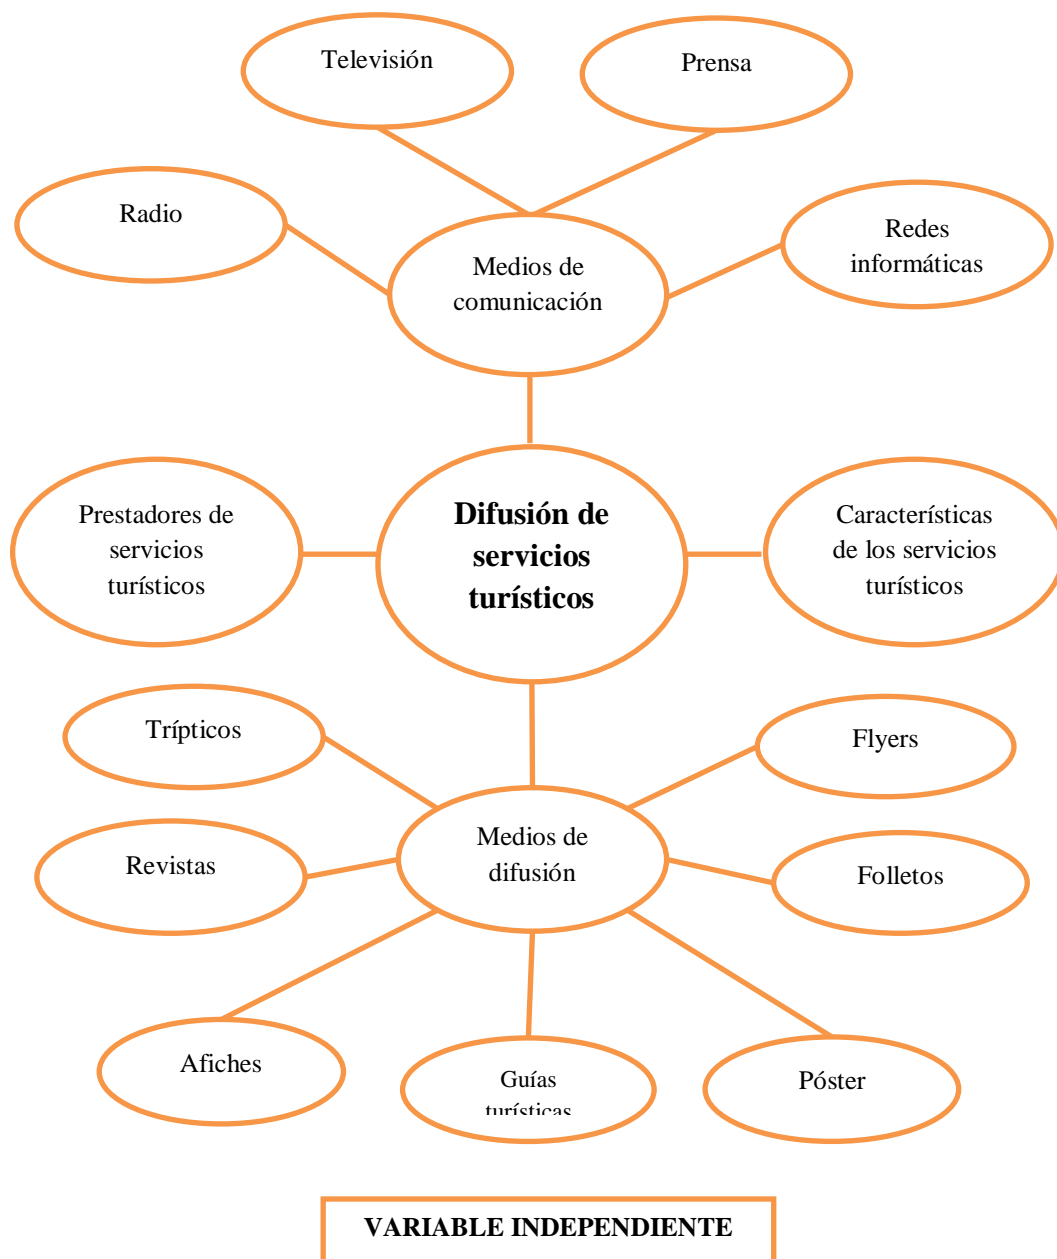 Televisión
Prensa
Radio
Redes
informáticas
Medios de
comunicación
Prestadores de
servicios
turísticos
Difusión de
servicios
turísticos
Características
de los servicios
turísticos
Trípticos
Flyers
Medios de
difusión
Revistas
Folletos
Afiches
Guías
turísticas
Póster
VARIABLE INDEPENDIENTE